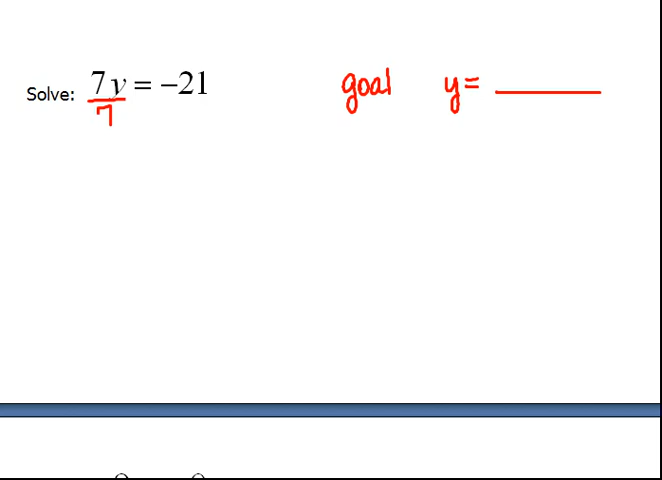 Solve: 7y = −21 goal y = ______
7